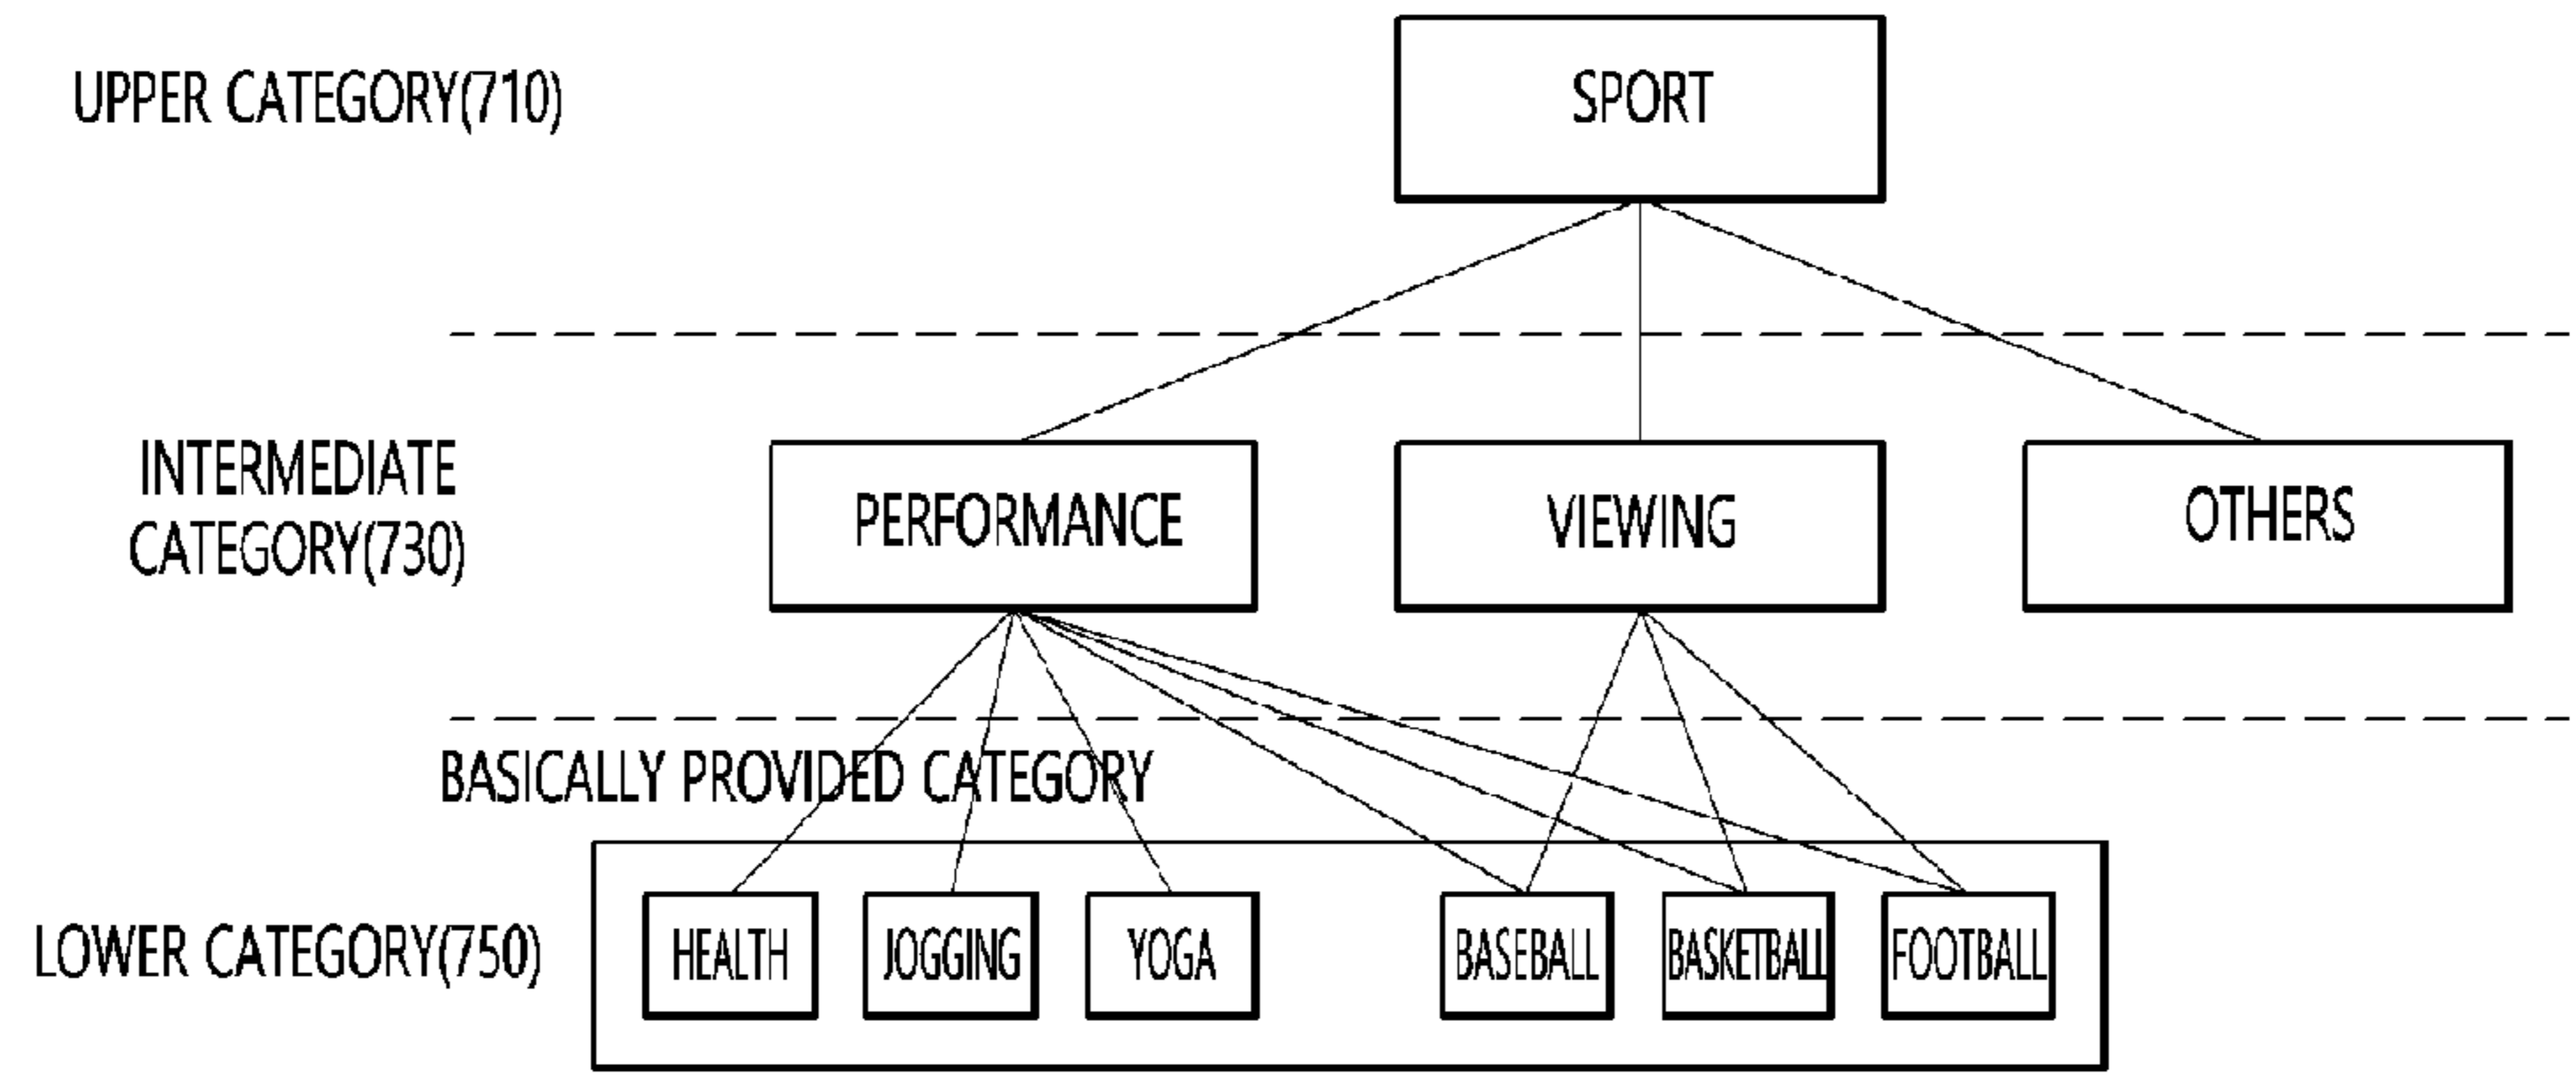 UPPER CATEGORY(710)
SPORT
INTERMEDIATE
CATEGORY(730)
PERFORMANCE
VIEWING
OTHERS
BASICALLY PROVIDED CATEGORY
LOWER CATEGORY(750)
HEALTH
JOGGING
YOGA
BASEBALL
BASKETBALL
FOOTBALL